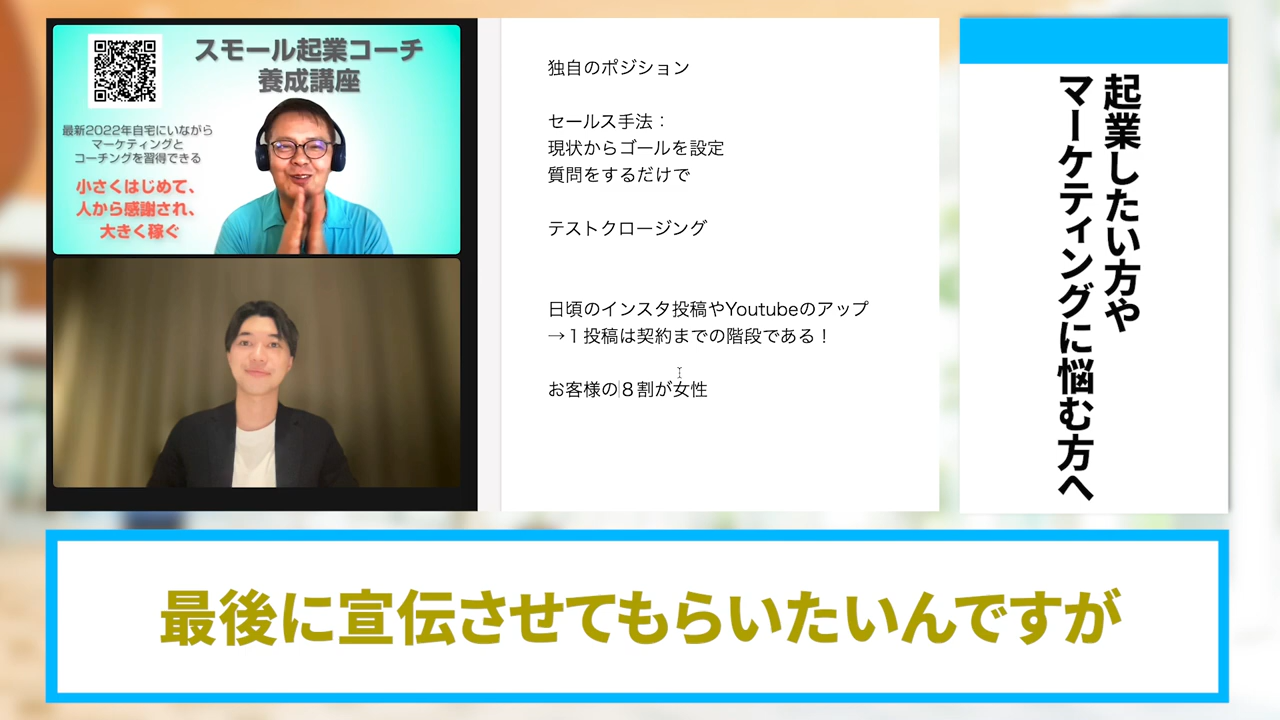 スモール起業コーチ
養成講座
最新2022年自宅にいながら
マーケティングと
コーチングを習得できる
小さくはじめて、
人から感謝され、
大きく稼ぐ
独自のポジション
セールス手法：
現状からゴールを設定
質問をするだけで
テストクロージング
日頃のインスタ投稿やYoutubeのアップ
→１投稿は契約までの階段である！
お客様の８割が女性
起業したい方や
マーケティングに悩む方へ
最後に宣伝させてもらいたいんですが